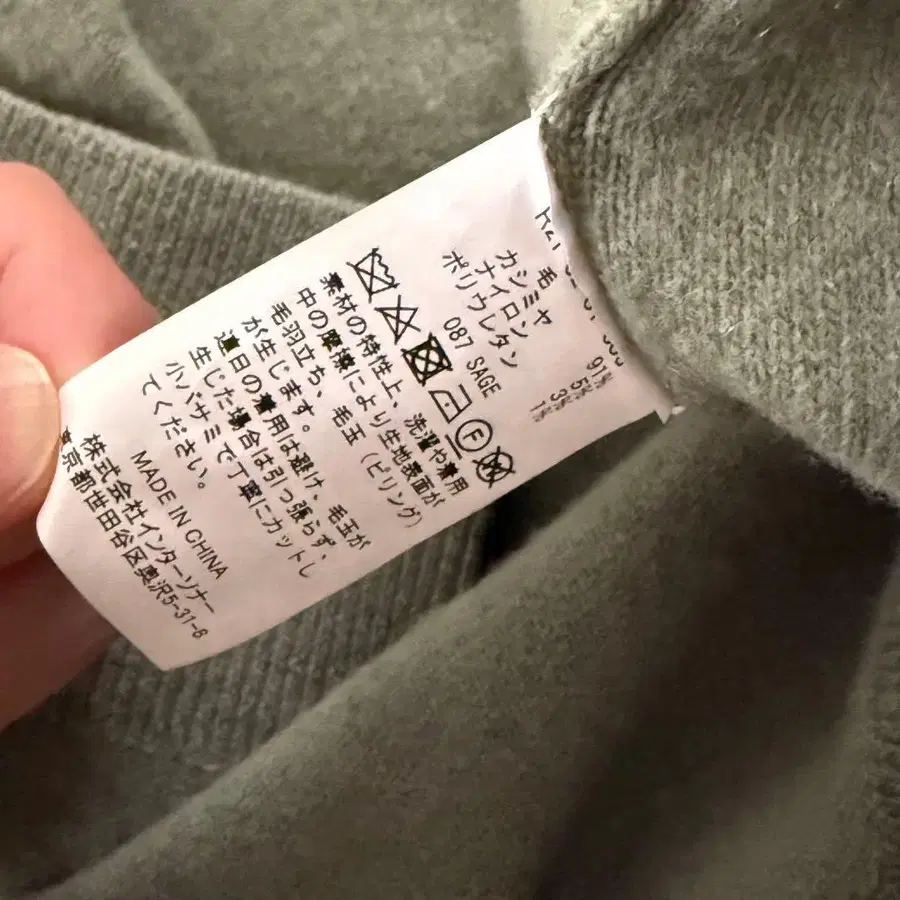 毛 91%
カシミヤ 5%
ナイロン 3%
ポリウレタン 1%
087 SAGE
F
素材の特性上、洗濯や着用
中の摩擦により生地表面が
毛羽立ち、毛玉（ピリング）
が生じます。
連日の着用は避け、毛玉が
生じた場合は引っ張らず、
小バサミで丁寧にカットし
てください。
MADE IN CHINA
株式会社インターソナー
東京都世田谷区奥沢5-31-6